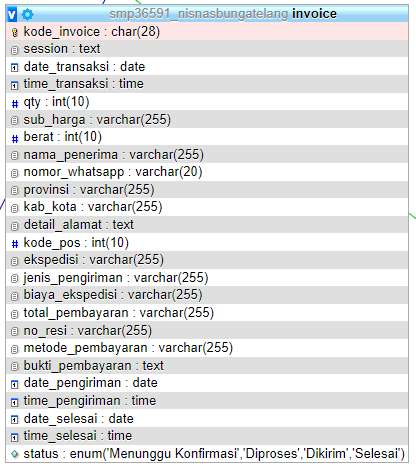 smp36591_nisnasbungatelang invoice
kode_invoice : char(28)
session : text
date_transaksi : date
time_transaksi : time
qty : int(10)
sub_harga : varchar(255)
berat : int(10)
nama_penerima : varchar(255)
nomor_whatsapp : varchar(20)
provinsi : varchar(255)
kab_kota : varchar(255)
detail_alamat : text
kode_pos : int(10)
ekspedisi : varchar(255)
jenis_pengiriman : varchar(255)
biaya_ekspedisi : varchar(255)
total_pembayaran : varchar(255)
no_resi : varchar(255)
metode_pembayaran : varchar(255)
bukti_pembayaran : text
date_pengiriman : date
time_pengiriman : time
date_selesai : date
time_selesai : time
status : enum('Menunggu Konfirmasi','Diproses','Dikirim','Selesai')